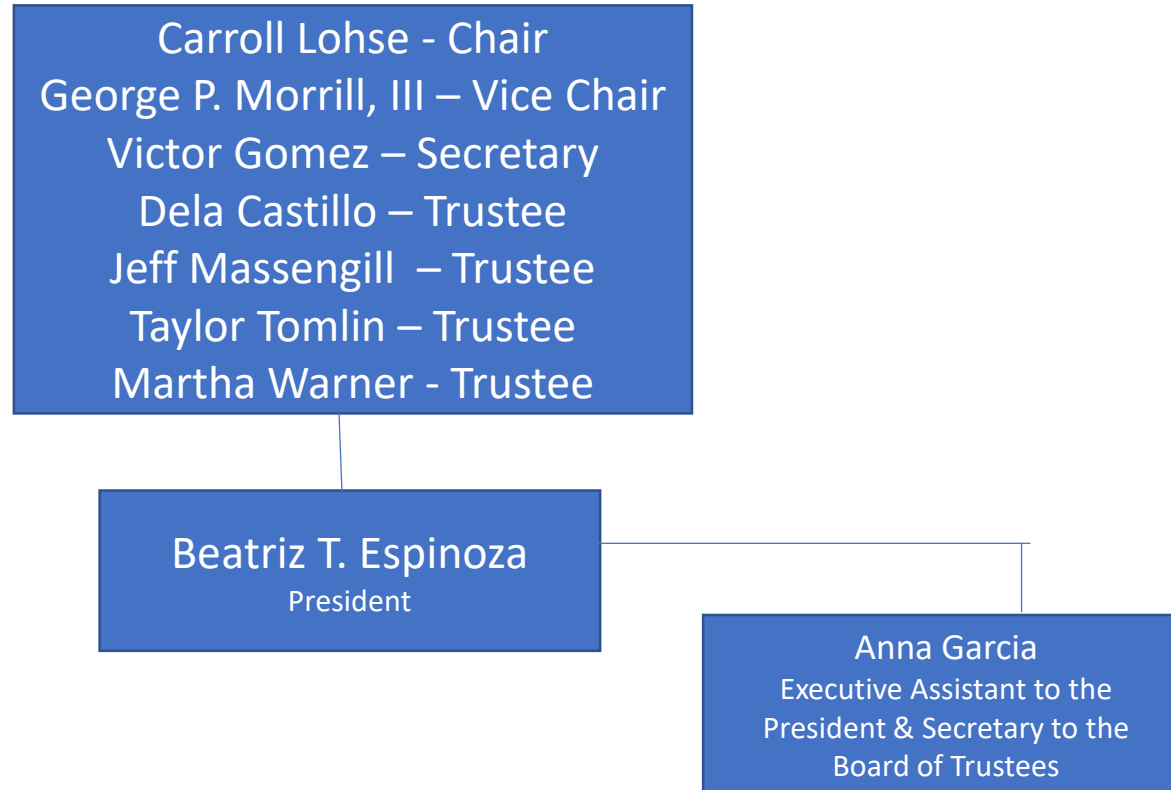 Carroll Lohse - Chair
George P. Morrill, III – Vice Chair
Victor Gomez – Secretary
Dela Castillo – Trustee
Jeff Massengill – Trustee
Taylor Tomlin – Trustee
Martha Warner - Trustee
Beatriz T. Espinoza
President
Anna Garcia
Executive Assistant to the
President & Secretary to the
Board of Trustees